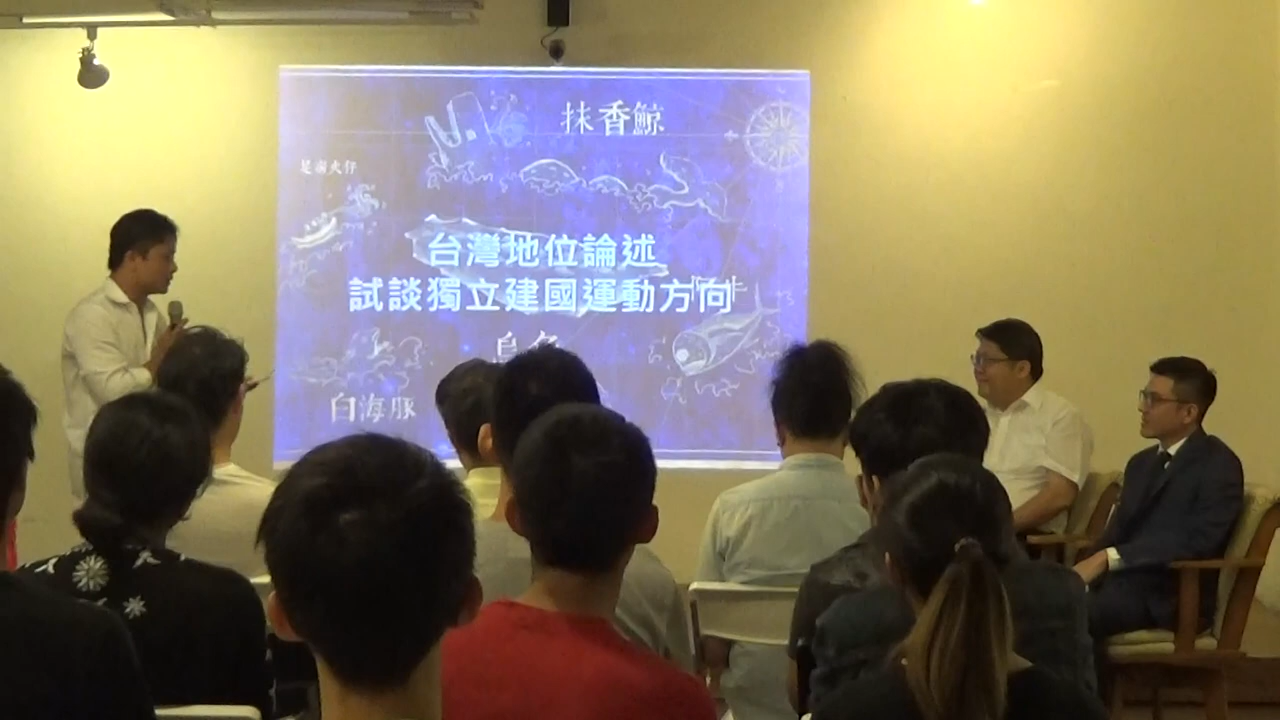 抹香鯨
台灣地位論述
試談獨立建國運動方向
白海豚